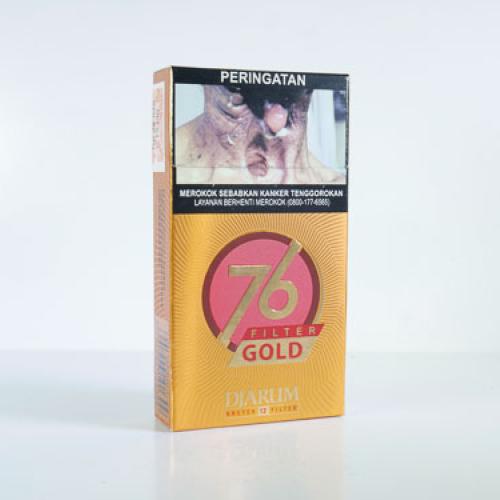 PERINGATAN
MEROKOK SEBABKAN KANKER TENGGOROKAN
LAYANAN BERHENTI MEROKOK (0800-177-6565)
76
FILTER
GOLD
DJARUM
KRETEK 12 FILTER